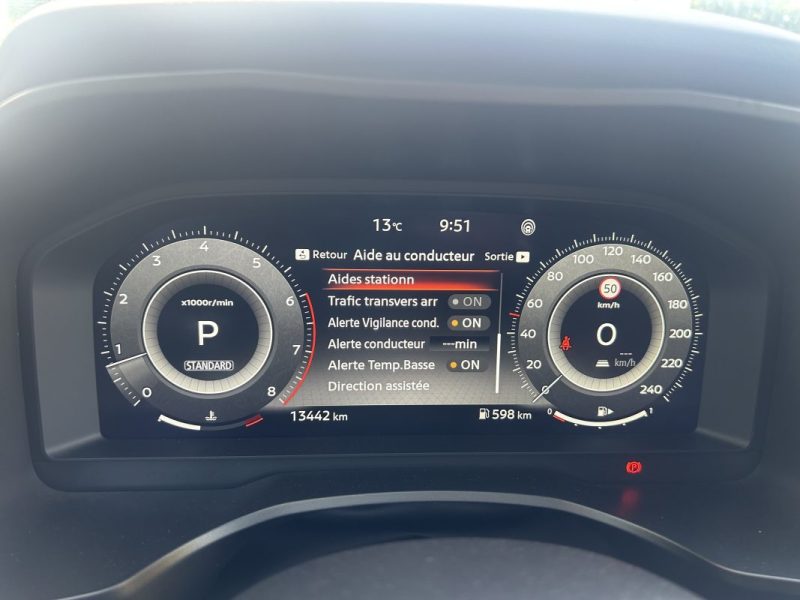 13°C 9:51
Retour Aide au conducteur Sortie
Aides stationn
Trafic transvers arr ON
Alerte Vigilance cond. ON
Alerte conducteur ---min
Alerte Temp.Basse ON
Direction assistée
13442 km 598 km
x1000r/min
P
STANDARD
0
1
2
3
4
5
6
7
8
50
km/h
0
--- km/h
0
20
40
60
80
100
120
140
160
180
200
220
240
0 1
P